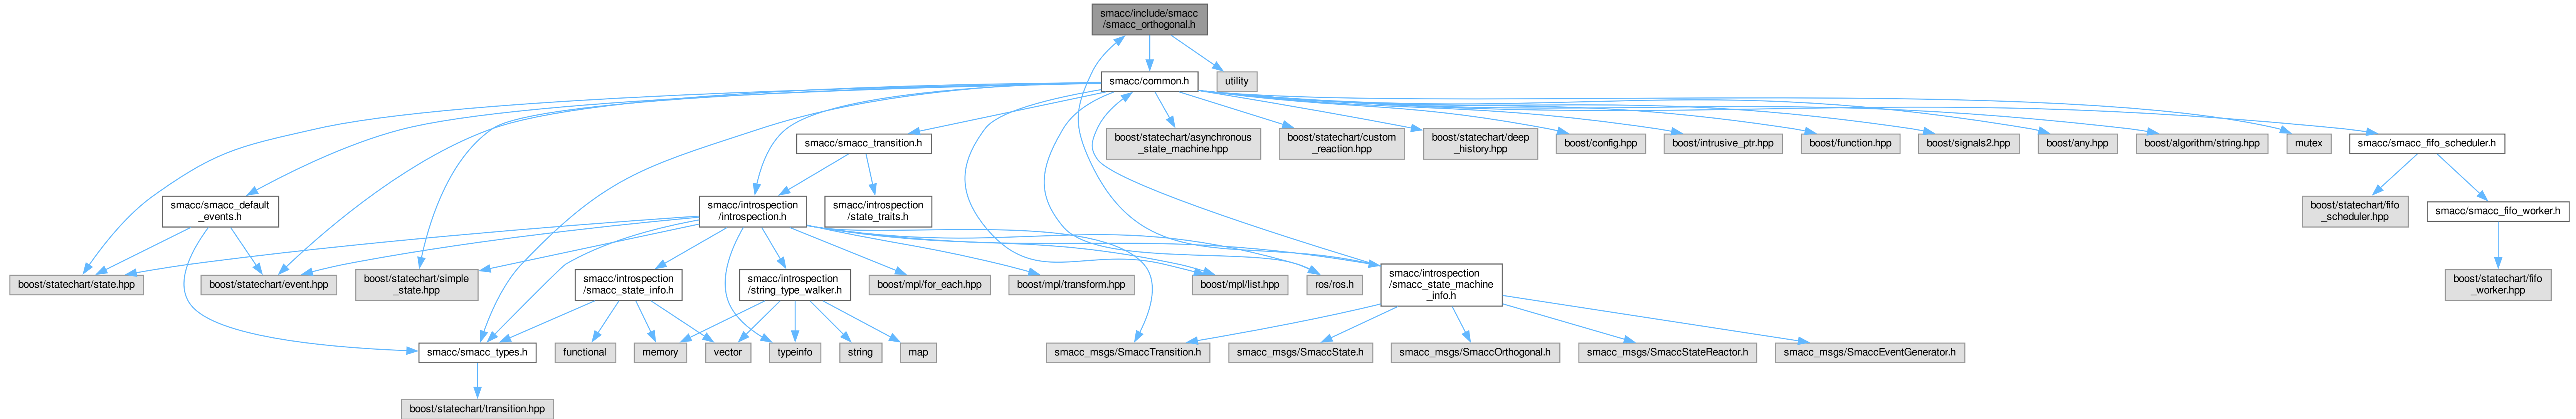 smacc/include/smacc
/smacc_orthogonal.h
smacc/common.h
utility
smacc/smacc_transition.h
boost/statechart/asynchronous
_state_machine.hpp
boost/statechart/custom
_reaction.hpp
boost/statechart/deep
_history.hpp
boost/config.hpp
boost/intrusive_ptr.hpp
boost/function.hpp
boost/signals2.hpp
boost/any.hpp
boost/algorithm/string.hpp
mutex
smacc/smacc_fifo_scheduler.h
smacc/smacc_default
_events.h
smacc/introspection
/introspection.h
smacc/introspection
/state_traits.h
boost/statechart/fifo
_scheduler.hpp
smacc/smacc_fifo_worker.h
boost/statechart/state.hpp
boost/statechart/event.hpp
boost/statechart/simple
_state.hpp
smacc/introspection
/smacc_state_info.h
smacc/introspection
/string_type_walker.h
boost/mpl/for_each.hpp
boost/mpl/transform.hpp
boost/mpl/list.hpp
ros/ros.h
smacc/introspection
/smacc_state_machine
_info.h
boost/statechart/fifo
_worker.hpp
smacc/smacc_types.h
functional
memory
vector
typeinfo
string
map
smacc_msgs/SmaccTransition.h
smacc_msgs/SmaccState.h
smacc_msgs/SmaccOrthogonal.h
smacc_msgs/SmaccStateReactor.h
smacc_msgs/SmaccEventGenerator.h
boost/statechart/transition.hpp